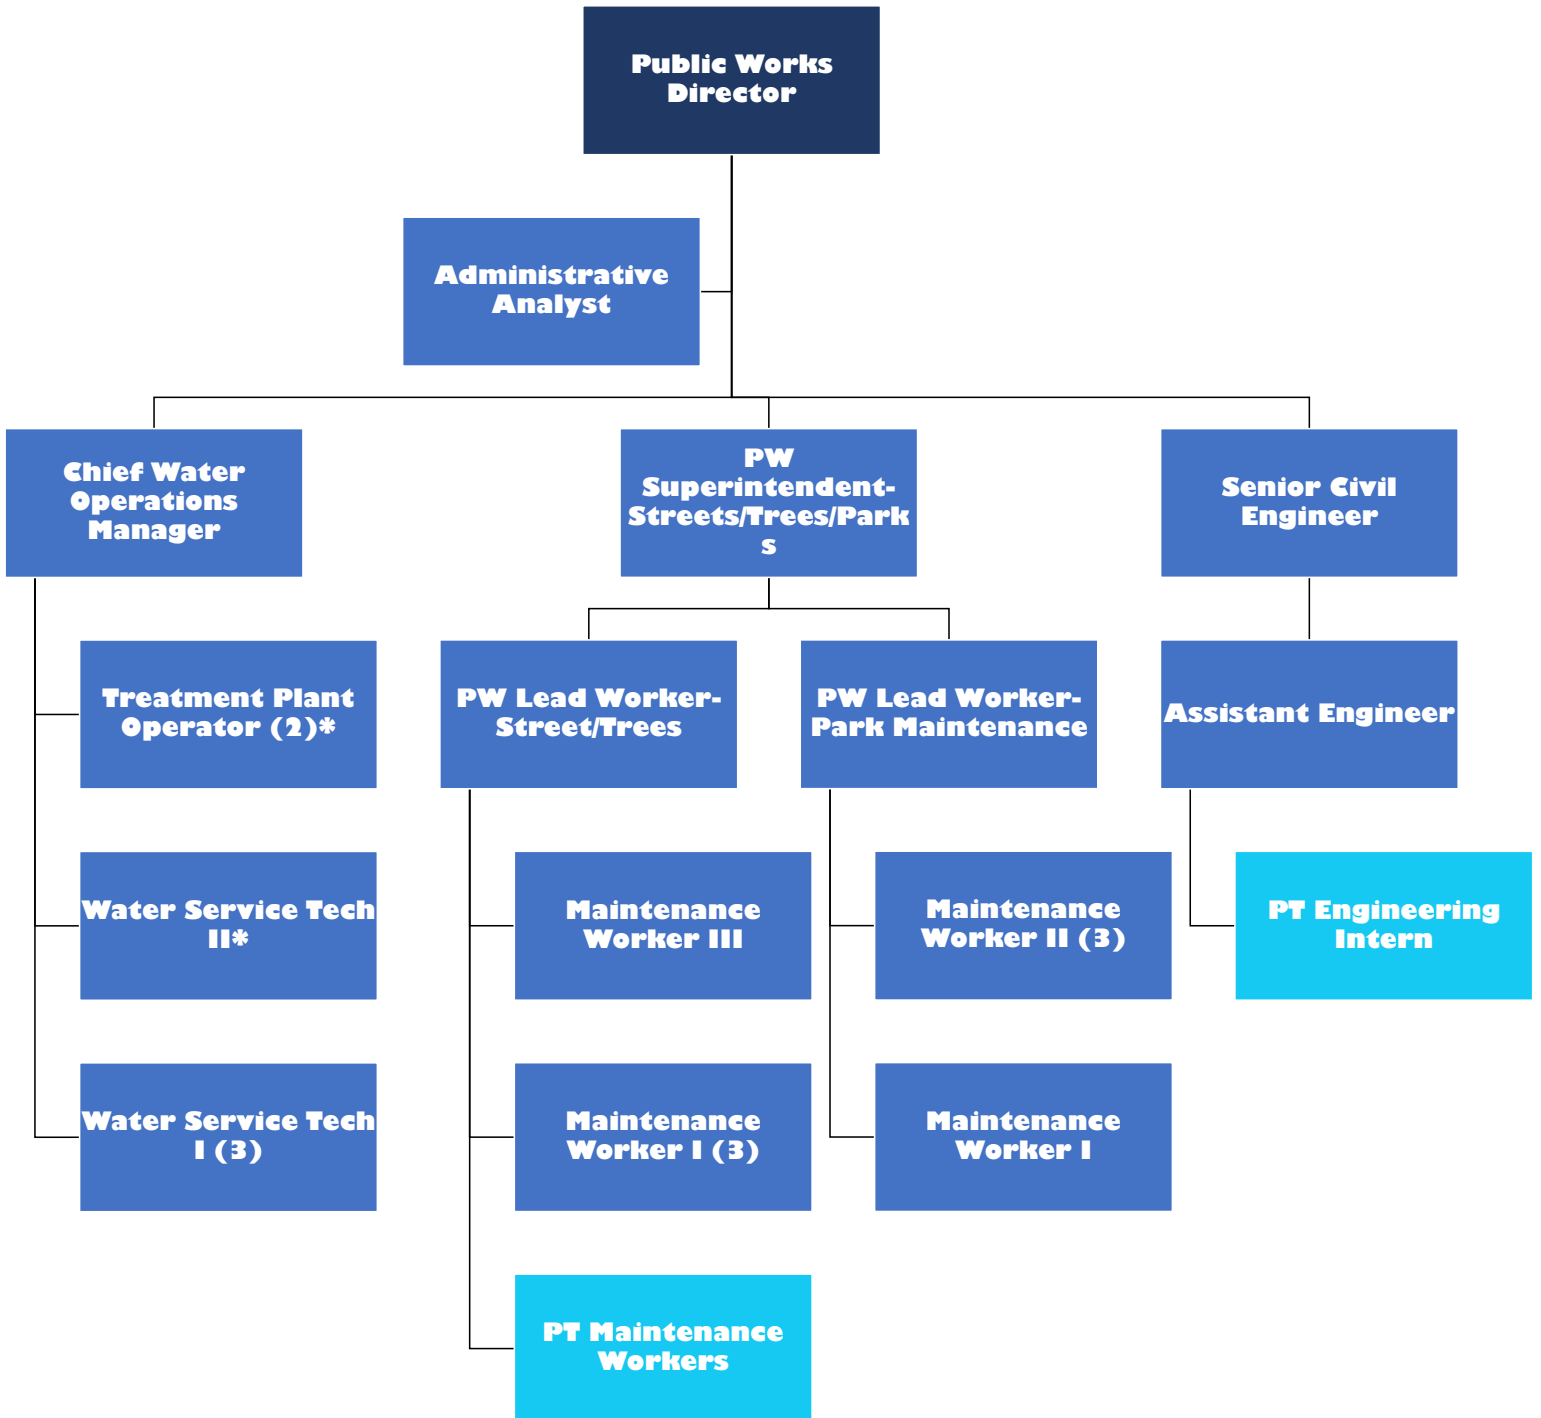 Public Works
Director
Administrative
Analyst
Chief Water
Operations
Manager
PW
Superintendent-
Streets/Trees/Park
s
Senior Civil
Engineer
Treatment Plant
Operator (2)*
PW Lead Worker-
Street/Trees
PW Lead Worker-
Park Maintenance
Assistant Engineer
Water Service Tech
II*
Maintenance
Worker III
Maintenance
Worker II (3)
PT Engineering
Intern
Water Service Tech
I (3)
Maintenance
Worker I (3)
Maintenance
Worker I
PT Maintenance
Workers